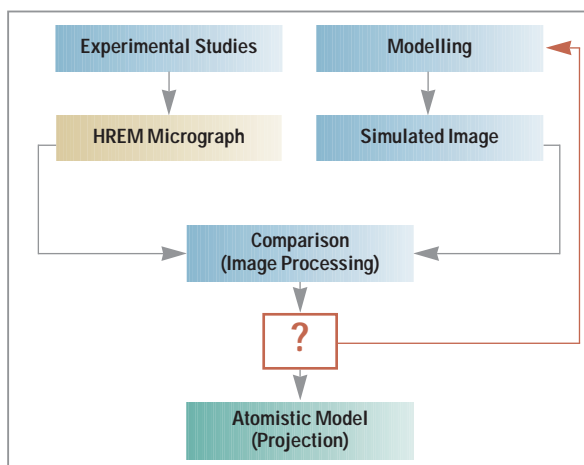 Experimental Studies
Modelling
HREM Micrograph
Simulated Image
Comparison
(Image Processing)
?
Atomistic Model
(Projection)